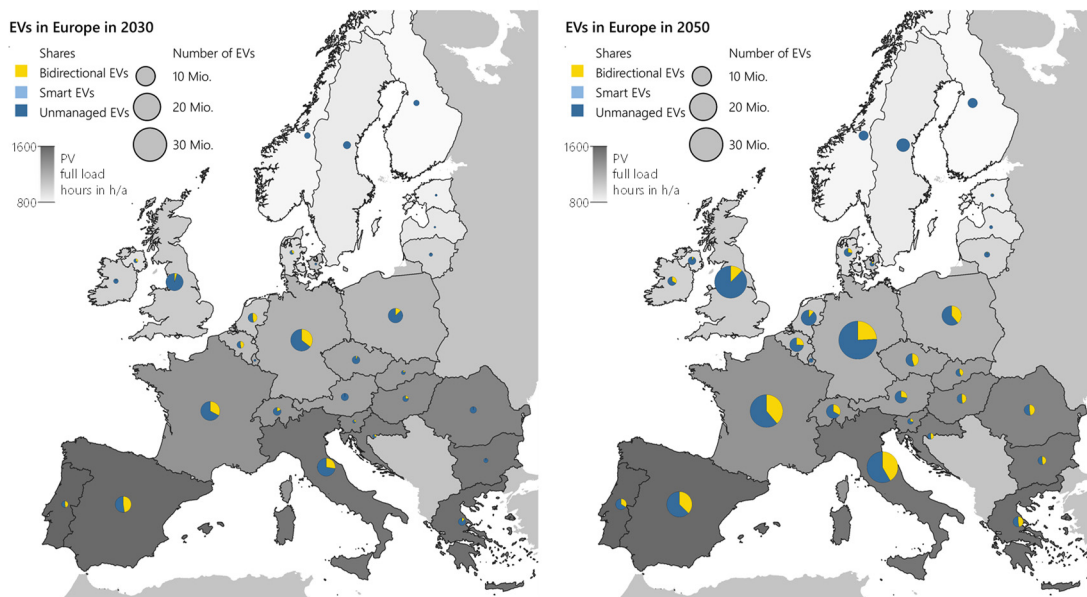 EVs in Europe in 2030
Shares
Number of EVs
Bidirectional EVs
10 Mio.
Smart EVs
20 Mio.
Unmanaged EVs
30 Mio.
1600
PV
full load
hours in h/a
800
EVs in Europe in 2050
Shares
Number of EVs
Bidirectional EVs
10 Mio.
Smart EVs
20 Mio.
Unmanaged EVs
30 Mio.
1600
PV
full load
hours in h/a
800